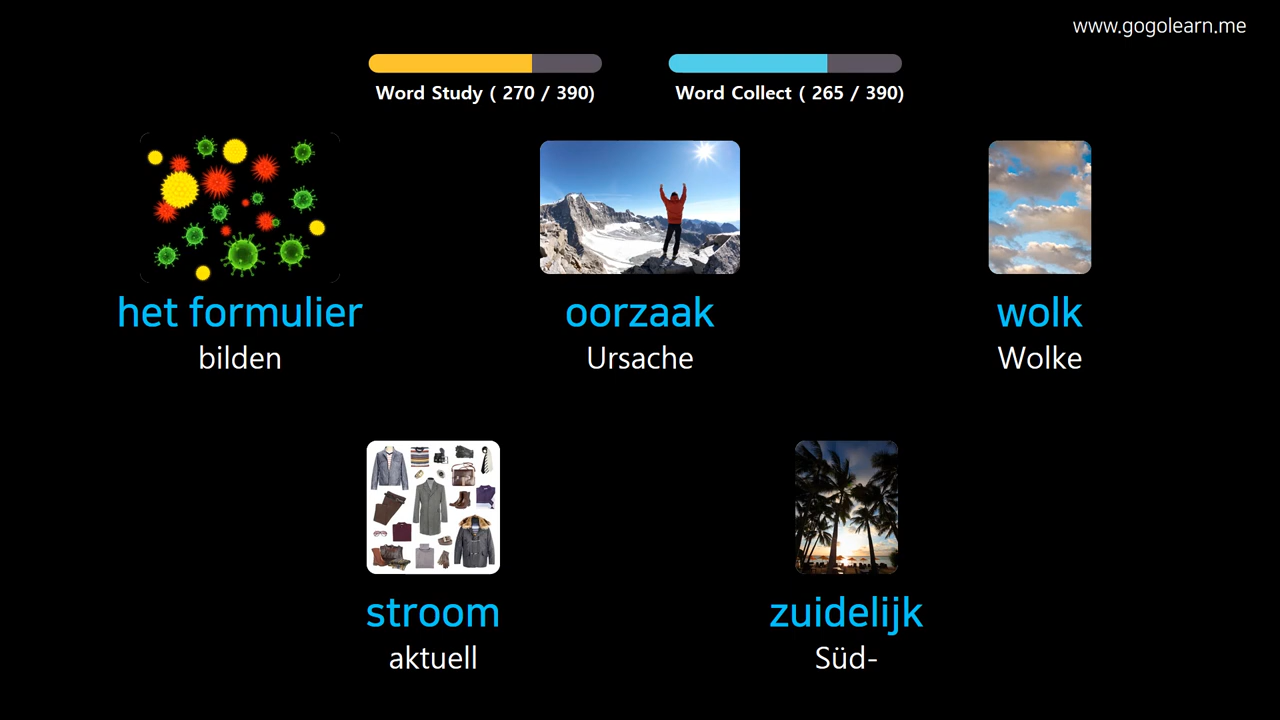 www.gogolearn.me
Word Study ( 270 / 390)
Word Collect ( 265 / 390)
het formulier
bilden
oorzaak
Ursache
wolk
Wolke
stroom
aktuell
zuidelijk
Süd-